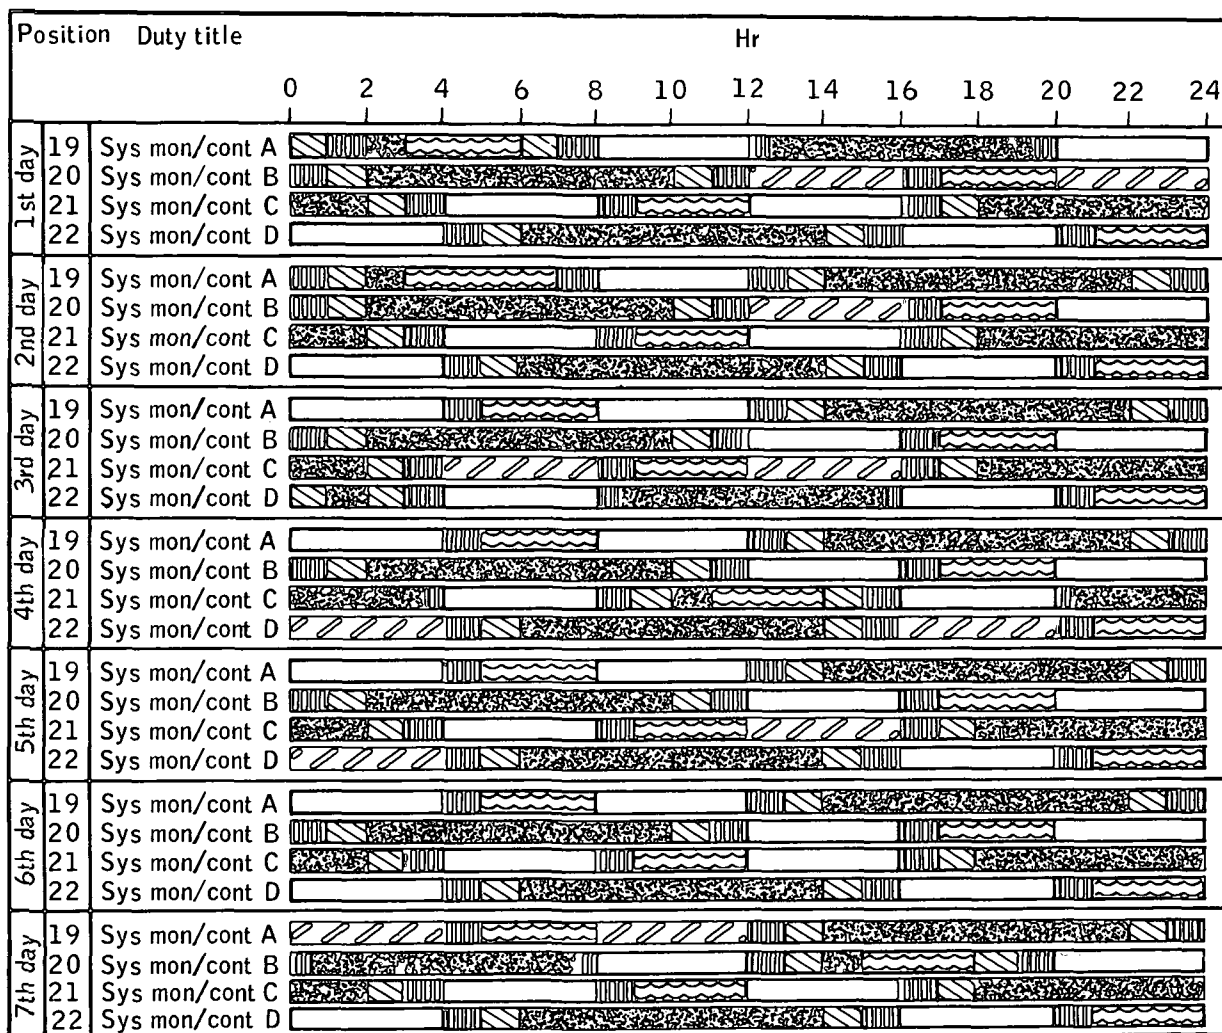 Position Duty title Hr
0 2 4 6 8 10 12 14 16 18 20 22 24
1st day
19 Sys mon/cont A
20 Sys mon/cont B
21 Sys mon/cont C
22 Sys mon/cont D
2nd day
19 Sys mon/cont A
20 Sys mon/cont B
21 Sys mon/cont C
22 Sys mon/cont D
3rd day
19 Sys mon/cont A
20 Sys mon/cont B
21 Sys mon/cont C
22 Sys mon/cont D
4th day
19 Sys mon/cont A
20 Sys mon/cont B
21 Sys mon/cont C
22 Sys mon/cont D
5th day
19 Sys mon/cont A
20 Sys mon/cont B
21 Sys mon/cont C
22 Sys mon/cont D
6th day
19 Sys mon/cont A
20 Sys mon/cont B
21 Sys mon/cont C
22 Sys mon/cont D
7th day
19 Sys mon/cont A
20 Sys mon/cont B
21 Sys mon/cont C
22 Sys mon/cont D